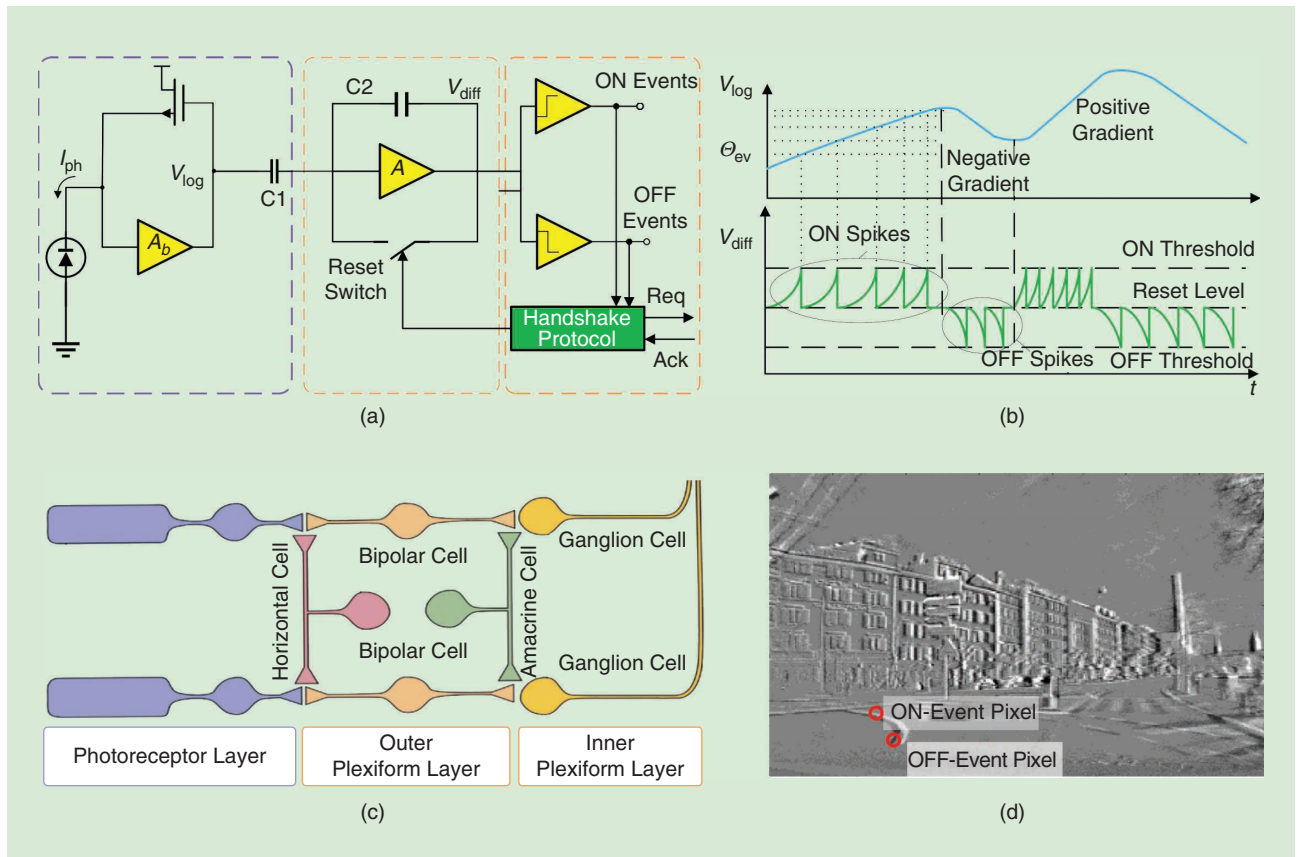 C2
V_diff
ON Events
I_ph
V_log
C1
A
A_b
OFF
Events
Reset
Switch
Handshake
Protocol
Req
Ack
(a)
V_log
Θ_ev
Positive
Gradient
Negative
Gradient
V_diff
ON Spikes
ON Threshold
Reset Level
OFF Spikes
OFF Threshold
t
(b)
Horizontal Cell
Bipolar Cell
Bipolar Cell
Amacrine Cell
Ganglion Cell
Ganglion Cell
Photoreceptor Layer
Outer
Plexiform Layer
Inner
Plexiform Layer
(c)
ON-Event Pixel
OFF-Event Pixel
(d)